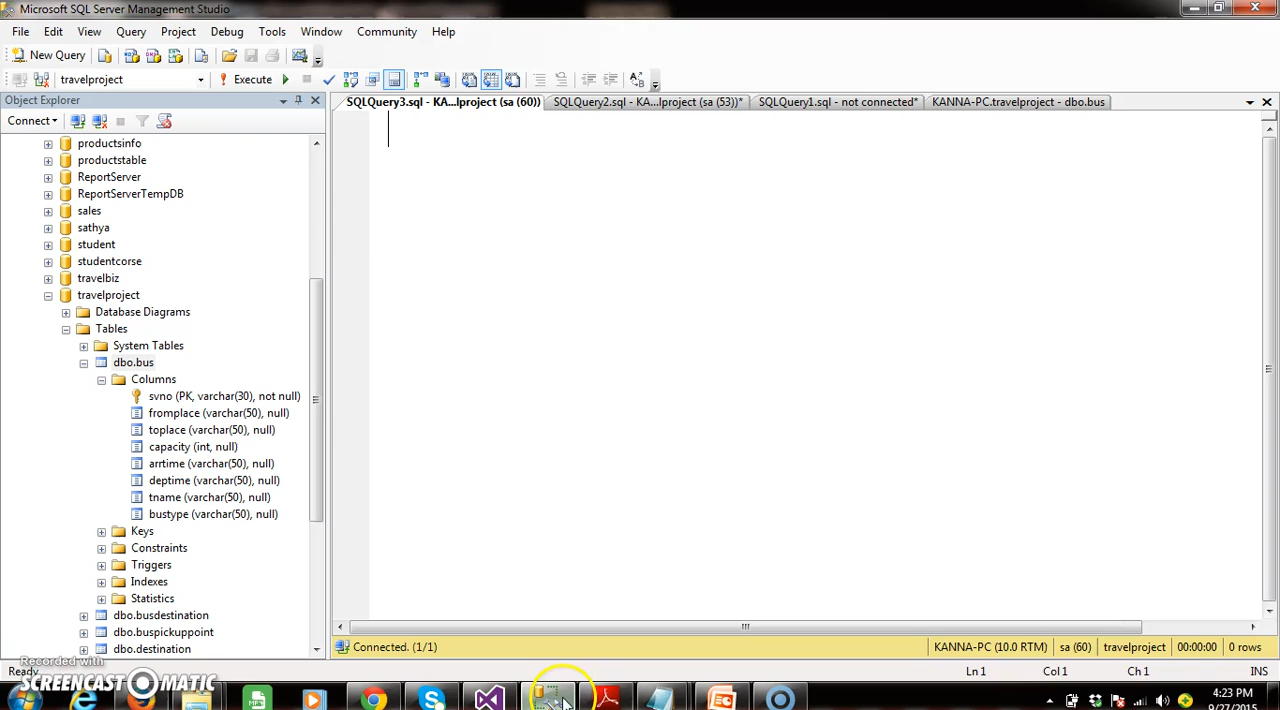 Microsoft SQL Server Management Studio
File Edit View Query Project Debug Tools Window Community Help
New Query
travelproject Execute
Object Explorer
SQLQuery3.sql - KA...lproject (sa (60)) SQLQuery2.sql - KA...lproject (sa (53))* SQLQuery1.sql - not connected* KANNA-PC.travelproject - dbo.bus
Connect
productsinfo
productstable
ReportServer
ReportServerTempDB
sales
sathya
student
studentcorse
travelbiz
travelproject
Database Diagrams
Tables
System Tables
dbo.bus
Columns
svno (PK, varchar(30), not null)
fromplace (varchar(50), null)
toplace (varchar(50), null)
capacity (int, null)
arrtime (varchar(50), null)
deptime (varchar(50), null)
tname (varchar(50), null)
bustype (varchar(50), null)
Keys
Constraints
Triggers
Indexes
Statistics
dbo.busdestination
dbo.buspickuppoint
dbo.destination
Connected. (1/1) KANNA-PC (10.0 RTM) sa (60) travelproject 00:00:00 0 rows
Ready Ln 1 Col 1 Ch 1 INS
Recorded with
SCREENCAST MATIC
4:23 PM
9/27/2015